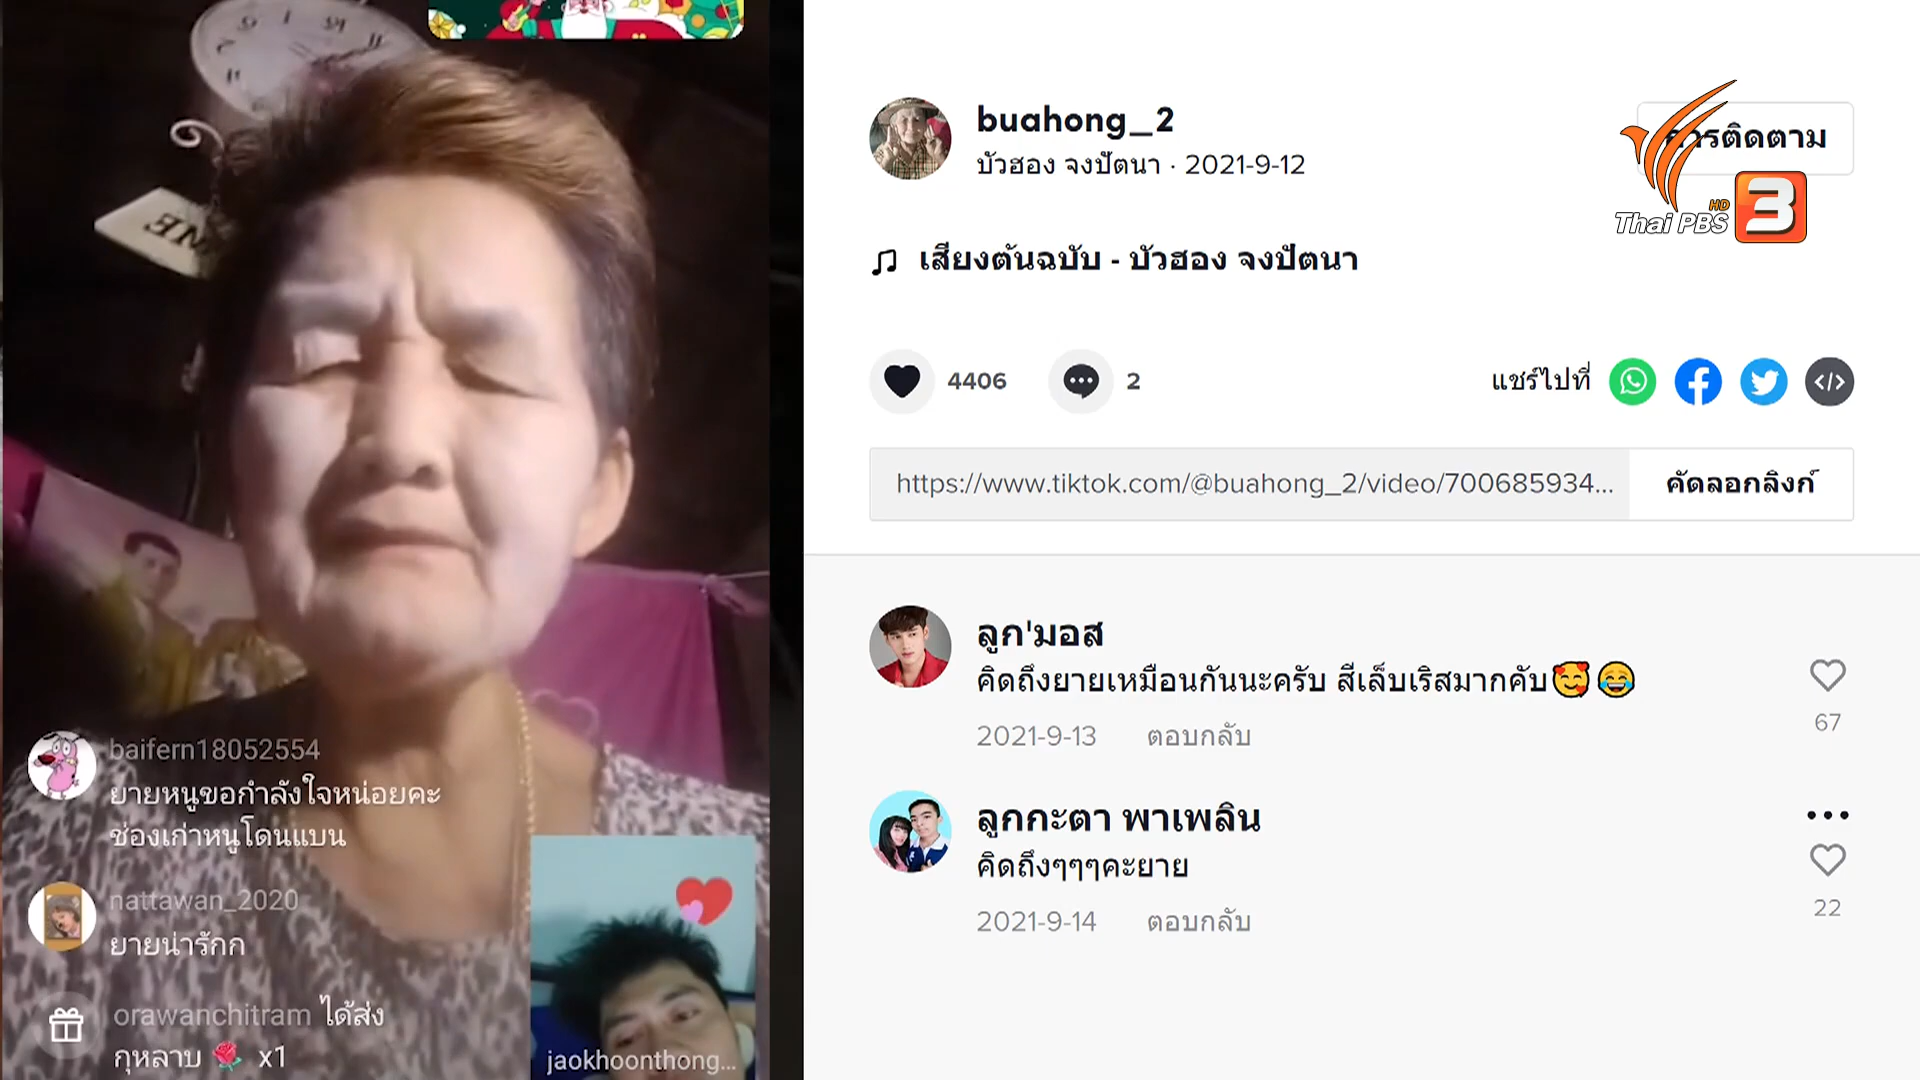 NE
baifern18052554
ยายหนูขอกำลังใจหน่อยคะ
ช่องเก่าหนูโดนแบน
nattawan_2020
ยายน่ารักก
orawanchitram ได้ส่ง
กุหลาบ 🌹 x1
jaokhoonthong...
buahong_2
บัวฮอง จงปัตนา · 2021-9-12
การติดตาม
Thai PBS HD 3
เสียงต้นฉบับ - บัวฮอง จงปัตนา
4406
2
แชร์ไปที่
https://www.tiktok.com/@buahong_2/video/700685934...
คัดลอกลิงก์
ลูก'มอส
คิดถึงยายเหมือนกันนะครับ สีเล็บเริสมากคับ🥰😂
67
2021-9-13 ตอบกลับ
ลูกกะตา พาเพลิน
คิดถึงๆๆๆคะยาย
22
2021-9-14 ตอบกลับ